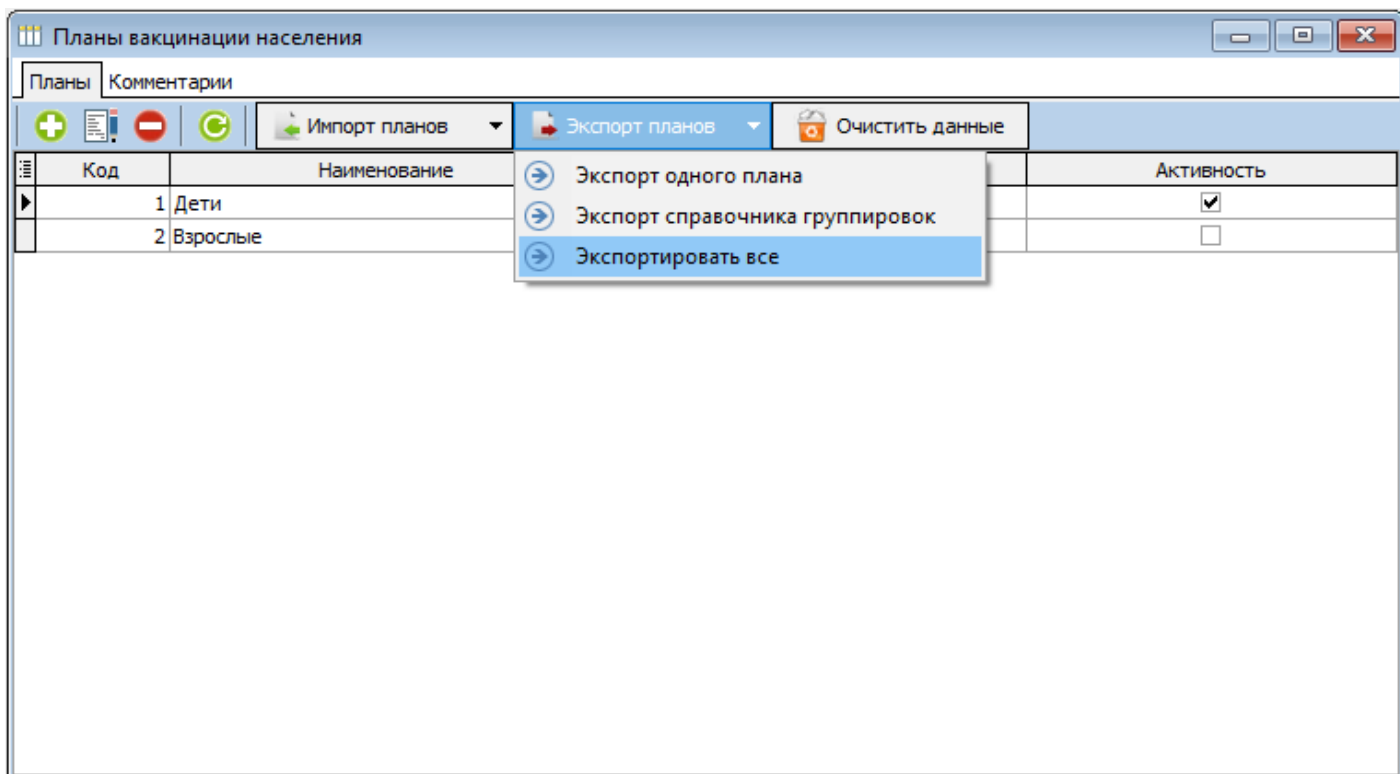 Планы вакцинации населения
Планы Комментарии
Импорт планов Экспорт планов Очистить данные
Код Наименование Активность
Экспорт одного плана
1 Дети
Экспорт справочника группировок
2 Взрослые
Экспортировать все